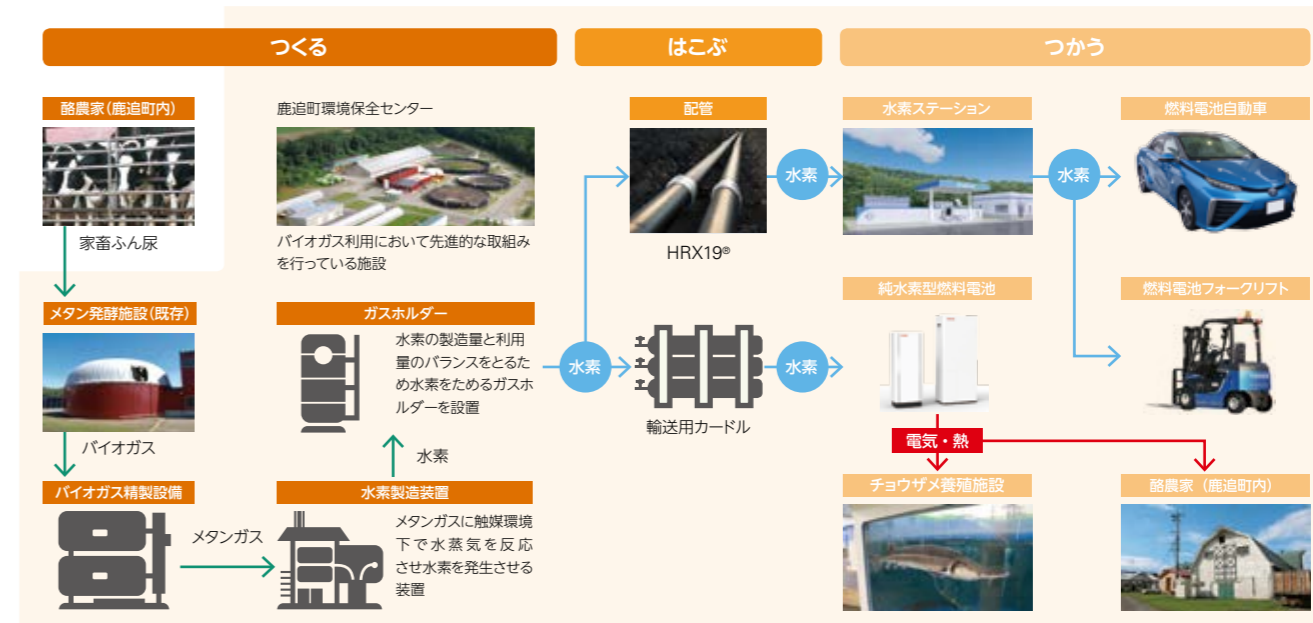 つくる
はこぶ
つかう
酪農家(鹿追町内)
家畜ふん尿
鹿追町環境保全センター
バイオガス利用において先進的な取組み
を行っている施設
メタン発酵施設(既存)
バイオガス
バイオガス精製設備
メタンガス
水素製造装置
メタンガスに触媒環境
下で水蒸気を反応
させ水素を発生させる
装置
水素
ガスホルダー
水素の製造量と利用
量のバランスをとるた
め水素をためるガスホ
ルダーを設置
水素
配管
HRX19®
水素
輸送用カードル
水素
水素ステーション
水素
燃料電池自動車
燃料電池フォークリフト
純水素型燃料電池
電気・熱
チョウザメ養殖施設
酪農家（鹿追町内）